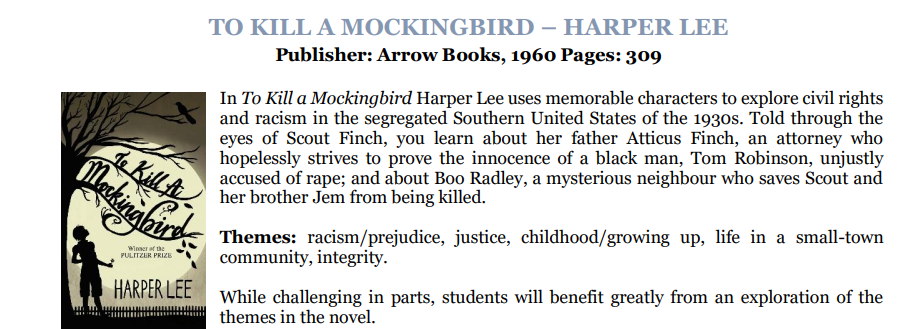 TO KILL A MOCKINGBIRD – HARPER LEE
Publisher: Arrow Books, 1960 Pages: 309
In To Kill a Mockingbird Harper Lee uses memorable characters to explore civil rights
and racism in the segregated Southern United States of the 1930s. Told through the
eyes of Scout Finch, you learn about her father Atticus Finch, an attorney who
hopelessly strives to prove the innocence of a black man, Tom Robinson, unjustly
accused of rape; and about Boo Radley, a mysterious neighbour who saves Scout and
her brother Jem from being killed.
Themes: racism/prejudice, justice, childhood/growing up, life in a small-town
community, integrity.
While challenging in parts, students will benefit greatly from an exploration of the
themes in the novel.
To Kill A
Mockingbird
Winner of the
PULITZER PRIZE
HARPER LEE